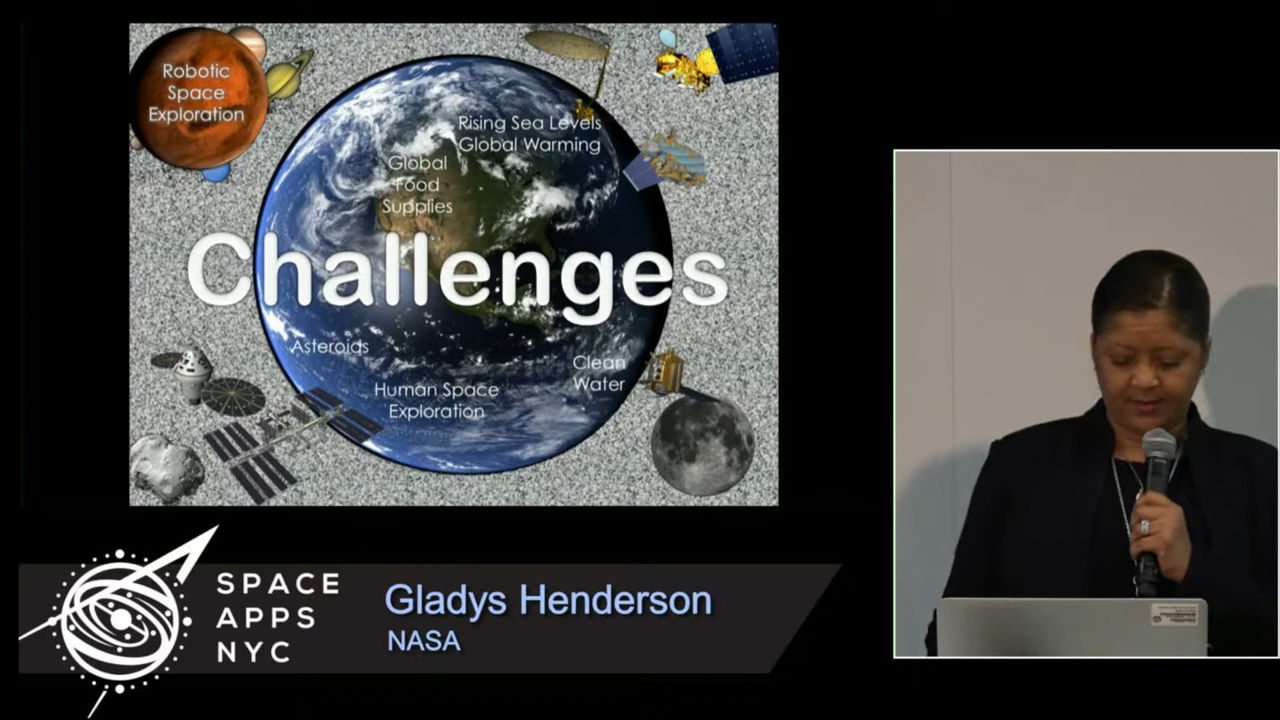 Robotic
Space
Exploration
Rising Sea Levels
Global Warming
Global
Food
Supplies
Challenges
Asteroids
Clean
Water
Human Space
Exploration
SPACE
APPS
NYC
Gladys Henderson
NASA